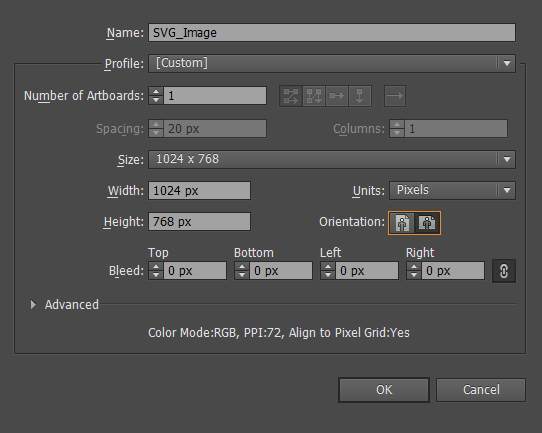 Name: SVG_Image
Profile: [Custom]
Number of Artboards: 1
Spacing: 20 px Columns: 1
Size: 1024 x 768
Width: 1024 px Units: Pixels
Height: 768 px Orientation:
Top Bottom Left Right
Bleed: 0 px 0 px 0 px 0 px
Advanced
Color Mode:RGB, PPI:72, Align to Pixel Grid:Yes
OK Cancel